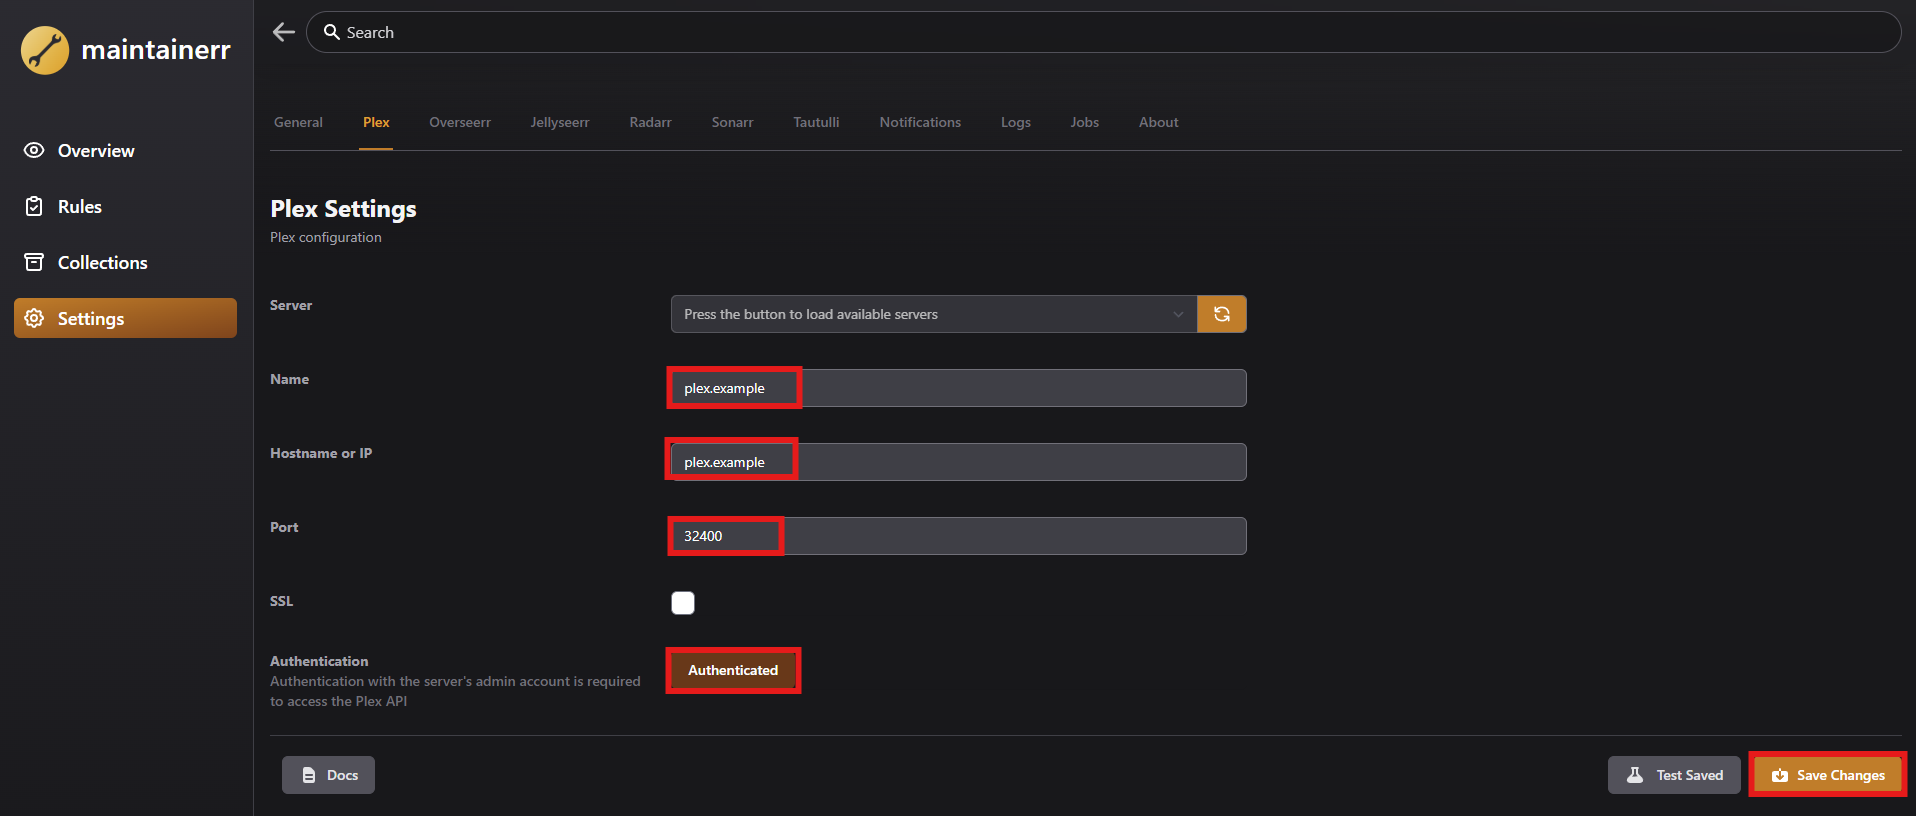 maintainerr
Search
Overview
Rules
Collections
Settings
General Plex Overseerr Jellyseerr Radarr Sonarr Tautulli Notifications Logs Jobs About
Plex Settings
Plex configuration
Server
Press the button to load available servers
Name
plex.example
Hostname or IP
plex.example
Port
32400
SSL
Authentication
Authentication with the server's admin account is required
to access the Plex API
Authenticated
Docs
Test Saved
Save Changes